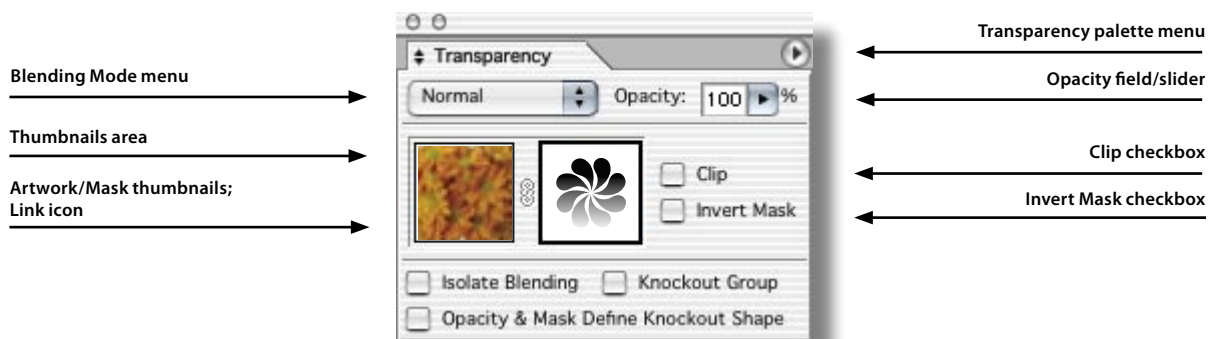 Blending Mode menu
Thumbnails area
Artwork/Mask thumbnails;
Link icon
Transparency
Normal
Opacity: 100 %
Clip
Invert Mask
Isolate Blending
Knockout Group
Opacity & Mask Define Knockout Shape
Transparency palette menu
Opacity field/slider
Clip checkbox
Invert Mask checkbox